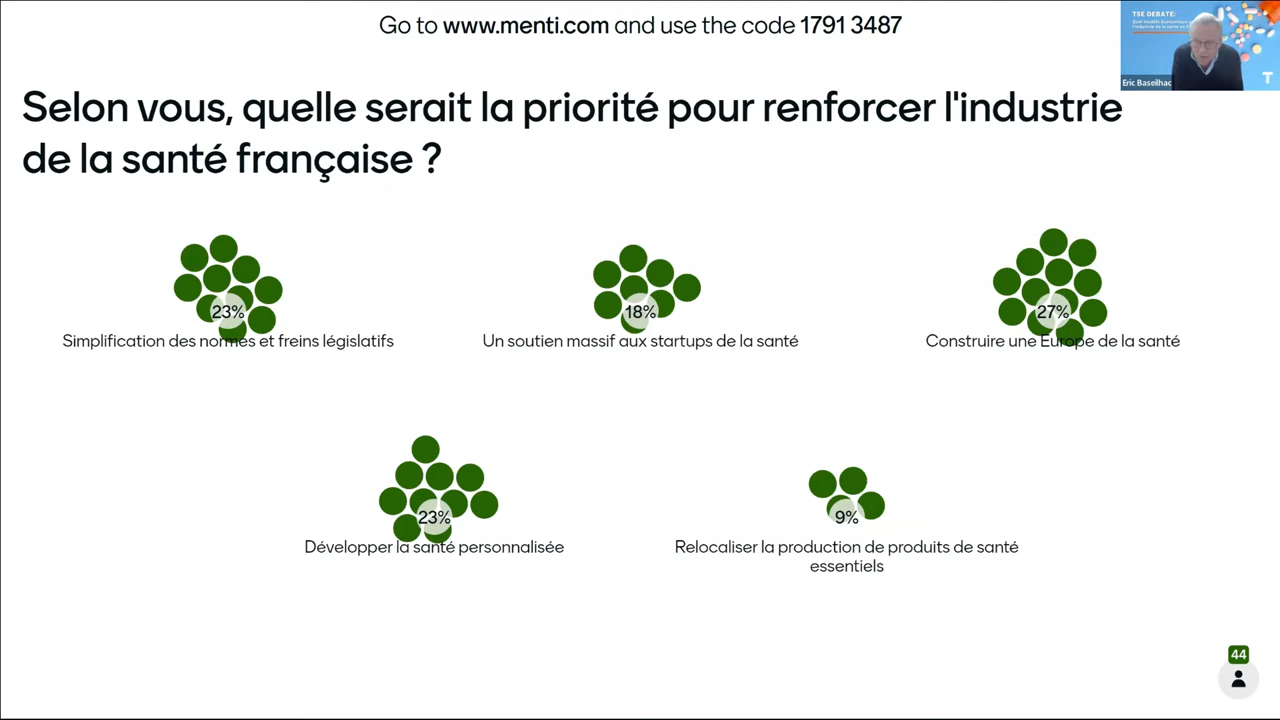 Go to www.menti.com and use the code 1791 3487
TSE DEBATE:
Eric Baseilhac
T
Selon vous, quelle serait la priorité pour renforcer l'industrie
de la santé française ?
23%
Simplification des normes et freins législatifs
18%
Un soutien massif aux startups de la santé
27%
Construire une Europe de la santé
23%
Développer la santé personnalisée
9%
Relocaliser la production de produits de santé
essentiels
44